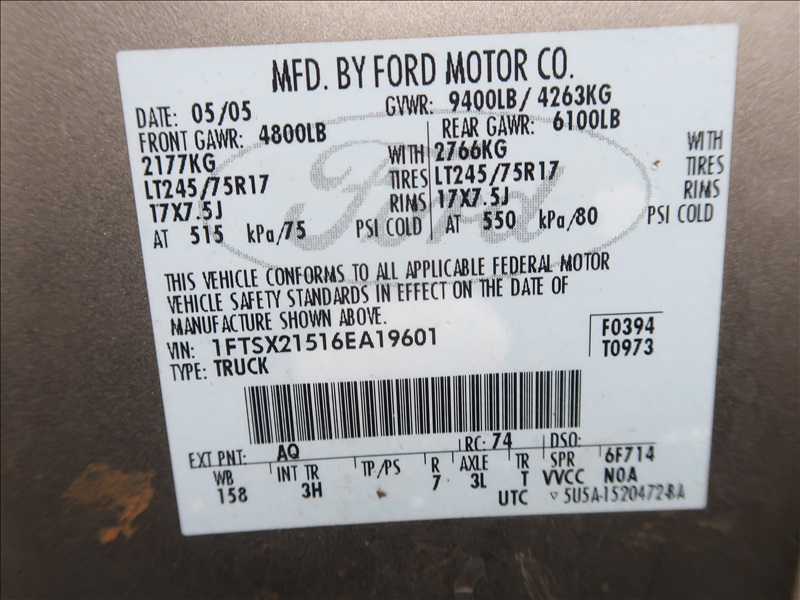 MFD. BY FORD MOTOR CO.
DATE: 05/05 GVWR: 9400LB/ 4263KG
FRONT GAWR: 4800LB REAR GAWR: 6100LB
2177KG WITH 2766KG WITH
LT245/75R17 TIRES LT245/75R17 TIRES
17X7.5J RIMS 17X7.5J RIMS
AT 515 kPa/75 PSI COLD AT 550 kPa/80 PSI COLD
Ford
THIS VEHICLE CONFORMS TO ALL APPLICABLE FEDERAL MOTOR
VEHICLE SAFETY STANDARDS IN EFFECT ON THE DATE OF
MANUFACTURE SHOWN ABOVE.
VIN: 1FTSX21516EA19601 F0394
TYPE: TRUCK T0973
EXT PNT: AQ RC: 74 DSO:
WB INT TR TP/PS R AXLE TR SPR 6F714
158 3H 7 3L T VVCC NOA
UTC ▽ 5U5A-1520472-BA